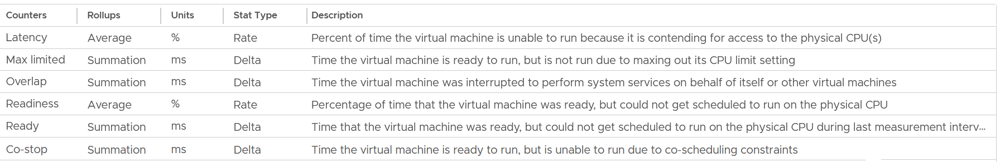 Counters Rollups Units Stat Type Description
Latency Average % Rate Percent of time the virtual machine is unable to run because it is contending for access to the physical CPU(s)
Max limited Summation ms Delta Time the virtual machine is ready to run, but is not run due to maxing out its CPU limit setting
Overlap Summation ms Delta Time the virtual machine was interrupted to perform system services on behalf of itself or other virtual machines
Readiness Average % Rate Percentage of time that the virtual machine was ready, but could not get scheduled to run on the physical CPU
Ready Summation ms Delta Time that the virtual machine was ready, but could not get scheduled to run on the physical CPU during last measurement interv...
Co-stop Summation ms Delta Time the virtual machine is ready to run, but is unable to run due to co-scheduling constraints